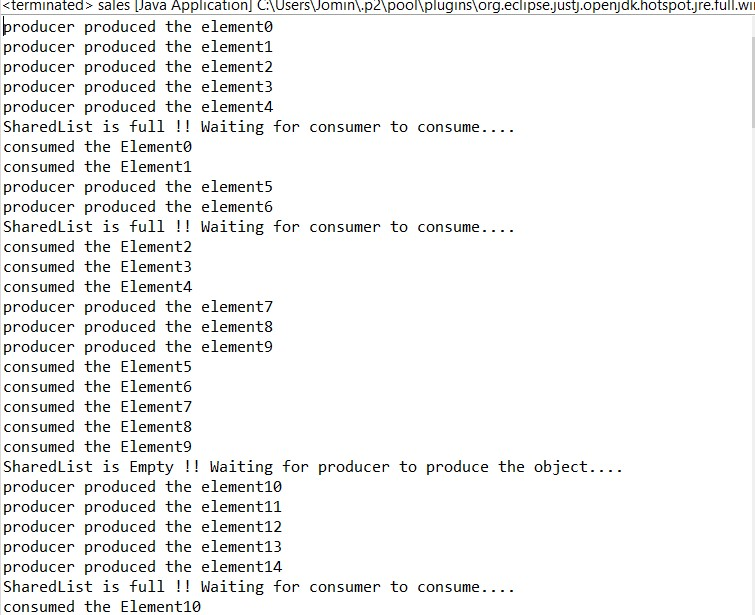 <terminated> sales [Java Application] C:\Users\Jomin\.p2\pool\plugins\org.eclipse.justj.openjdk.hotspot.jre.full.wi
producer produced the element0
producer produced the element1
producer produced the element2
producer produced the element3
producer produced the element4
SharedList is full !! Waiting for consumer to consume....
consumed the Element0
consumed the Element1
producer produced the element5
producer produced the element6
SharedList is full !! Waiting for consumer to consume....
consumed the Element2
consumed the Element3
consumed the Element4
producer produced the element7
producer produced the element8
producer produced the element9
consumed the Element5
consumed the Element6
consumed the Element7
consumed the Element8
consumed the Element9
SharedList is Empty !! Waiting for producer to produce the object....
producer produced the element10
producer produced the element11
producer produced the element12
producer produced the element13
producer produced the element14
SharedList is full !! Waiting for consumer to consume....
consumed the Element10